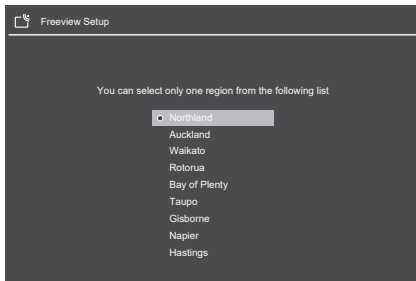 Freeview Setup
You can select only one region from the following list
Northland
Auckland
Waikato
Rotorua
Bay of Plenty
Taupo
Gisborne
Napier
Hastings